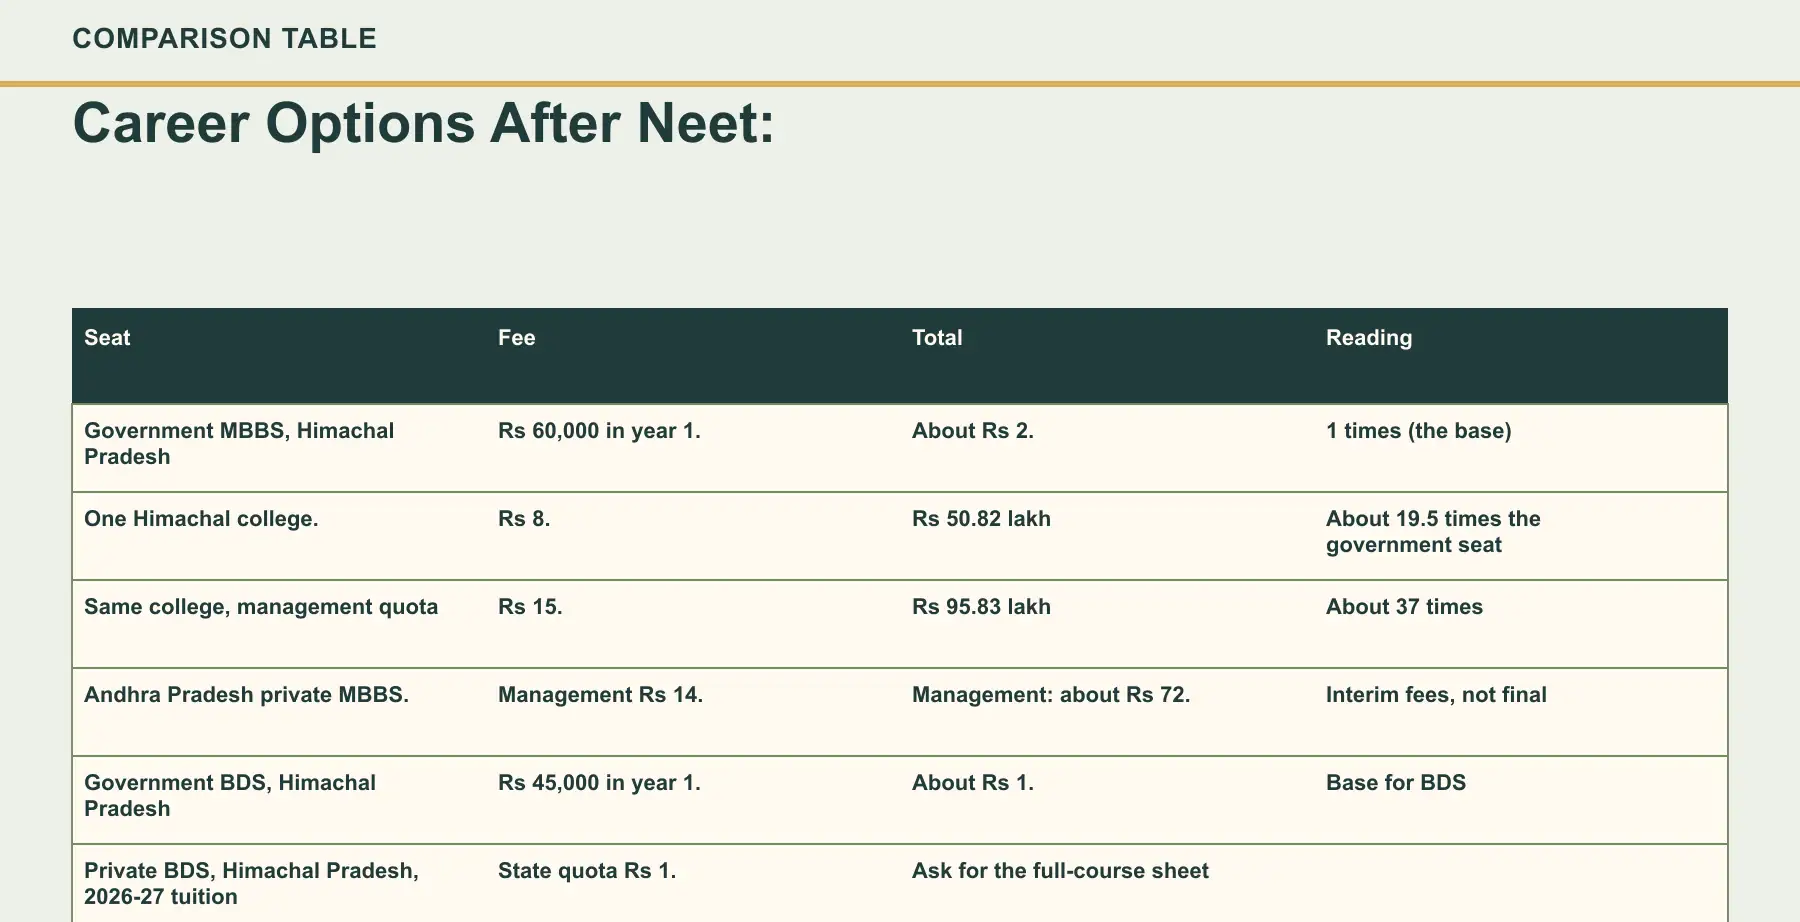 COMPARISON TABLE
Career Options After Neet:
Seat Fee Total Reading
Government MBBS, Himachal Pradesh Rs 60,000 in year 1. About Rs 2. 1 times (the base)
One Himachal college. Rs 8. Rs 50.82 lakh About 19.5 times the government seat
Same college, management quota Rs 15. Rs 95.83 lakh About 37 times
Andhra Pradesh private MBBS. Management Rs 14. Management: about Rs 72. Interim fees, not final
Government BDS, Himachal Pradesh Rs 45,000 in year 1. About Rs 1. Base for BDS
Private BDS, Himachal Pradesh, 2026-27 tuition State quota Rs 1. Ask for the full-course sheet